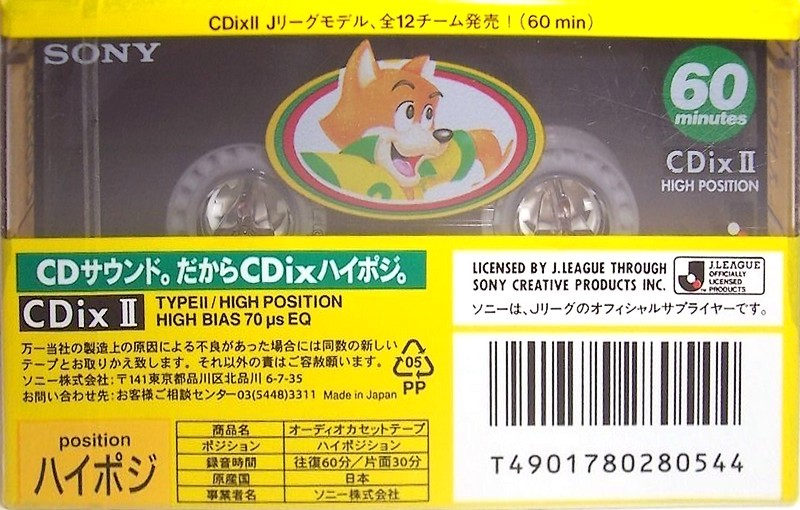 CDixII Jリーグモデル、全12チーム発売！(60 min)
SONY
60
minutes
CDix II
HIGH POSITION
CDサウンド。だからCDixハイポジ。
CDix II
TYPEII/HIGH POSITION
HIGH BIAS 70 µs EQ
万一当社の製造上の原因による不良があった場合には同数の新しい
テープとお取りかえ致します。それ以外の責はご容赦願います。
ソニー株式会社;〒141東京都品川区北品川 6-7-35
お問い合わせ先:お客様ご相談センター03(5448)3311 Made in Japan
05
PP
LICENSED BY J.LEAGUE THROUGH
SONY CREATIVE PRODUCTS INC.
J.LEAGUE
OFFICIALLY
LICENSED
PRODUCTS
ソニーは、Jリーグのオフィシャルサプライヤーです。
position
ハイポジ
商品名 オーディオカセットテープ
ポジション ハイポジション
録音時間 往復60分/片面30分
原産国 日本
事業者名 ソニー株式会社
T4901780280544